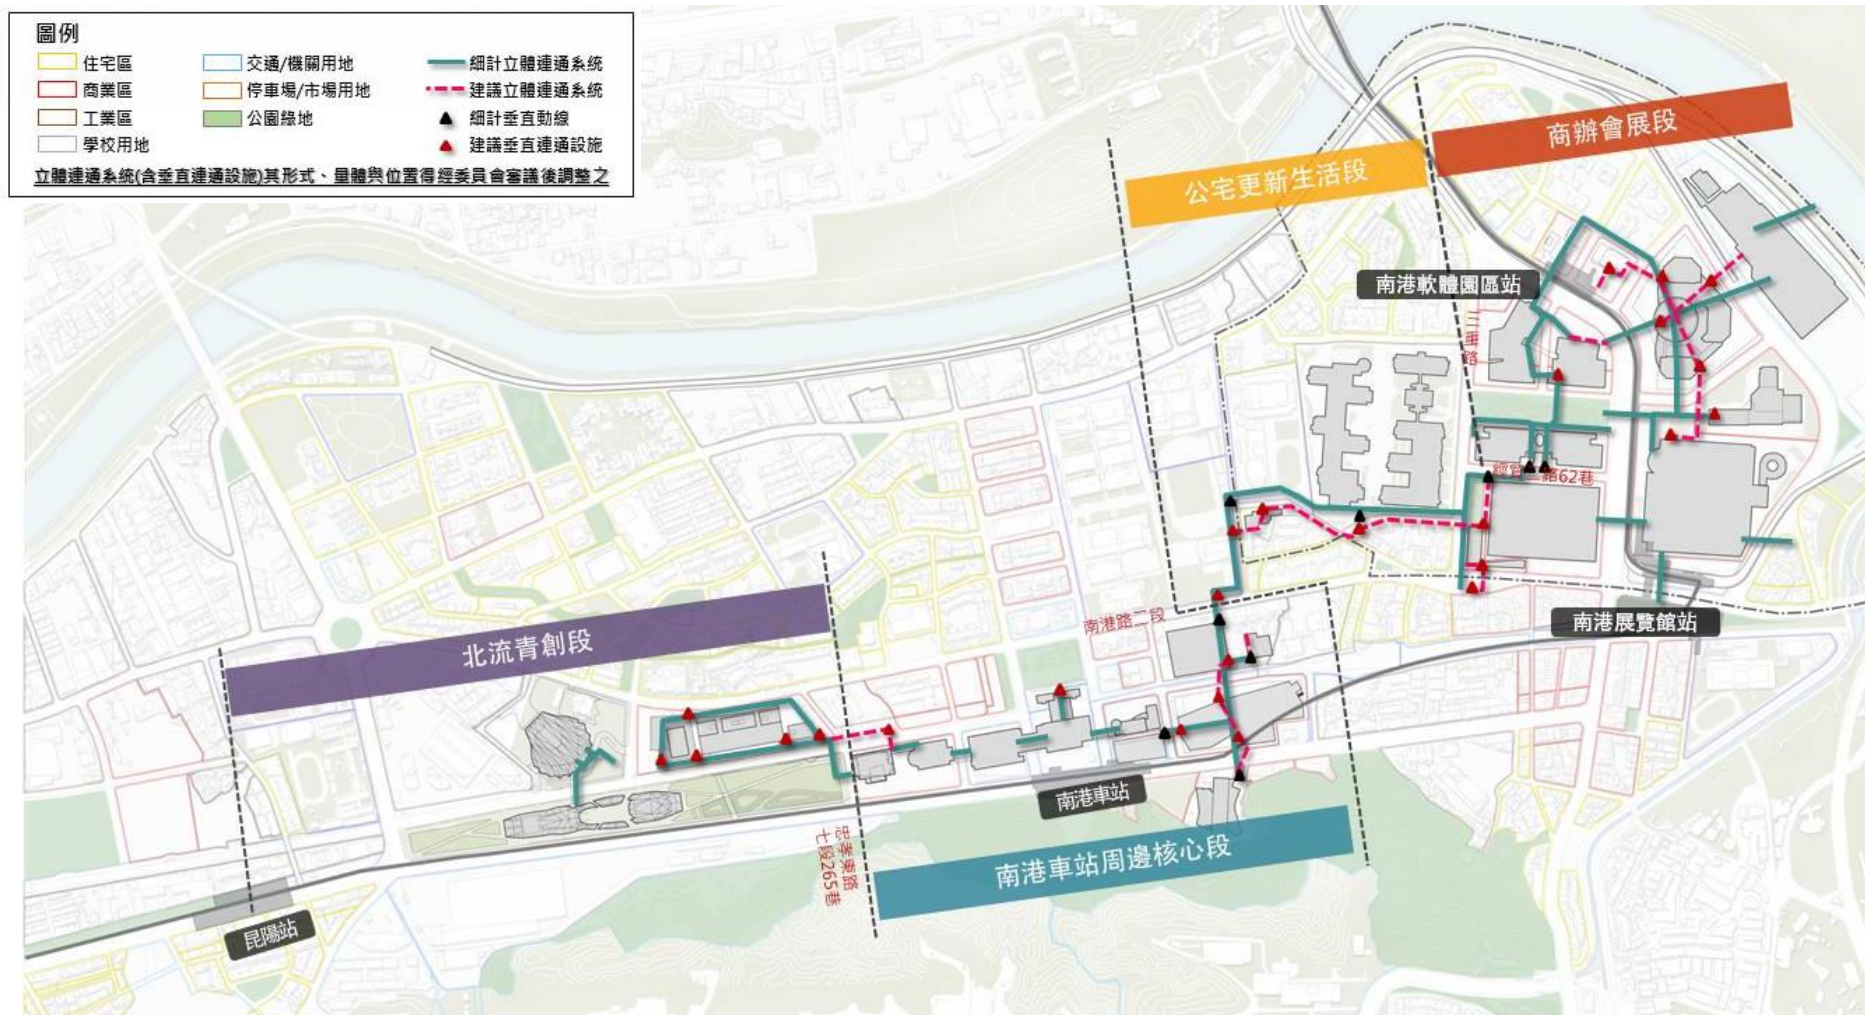 圖例
住宅區
商業區
工業區
學校用地
交通/機關用地
停車場/市場用地
公園綠地
細計立體連通系統
建議立體連通系統
細計垂直動線
建議垂直連通設施
立體連通系統(含垂直連通設施)其形式、量體與位置得經委員會審議後調整之
商辦會展段
公宅更新生活段
南港軟體園區站
三重路
路62巷
南港展覽館站
南港路二段
北流青創段
南港車站
忠孝東路
七段265巷
南港車站周邊核心段
昆陽站